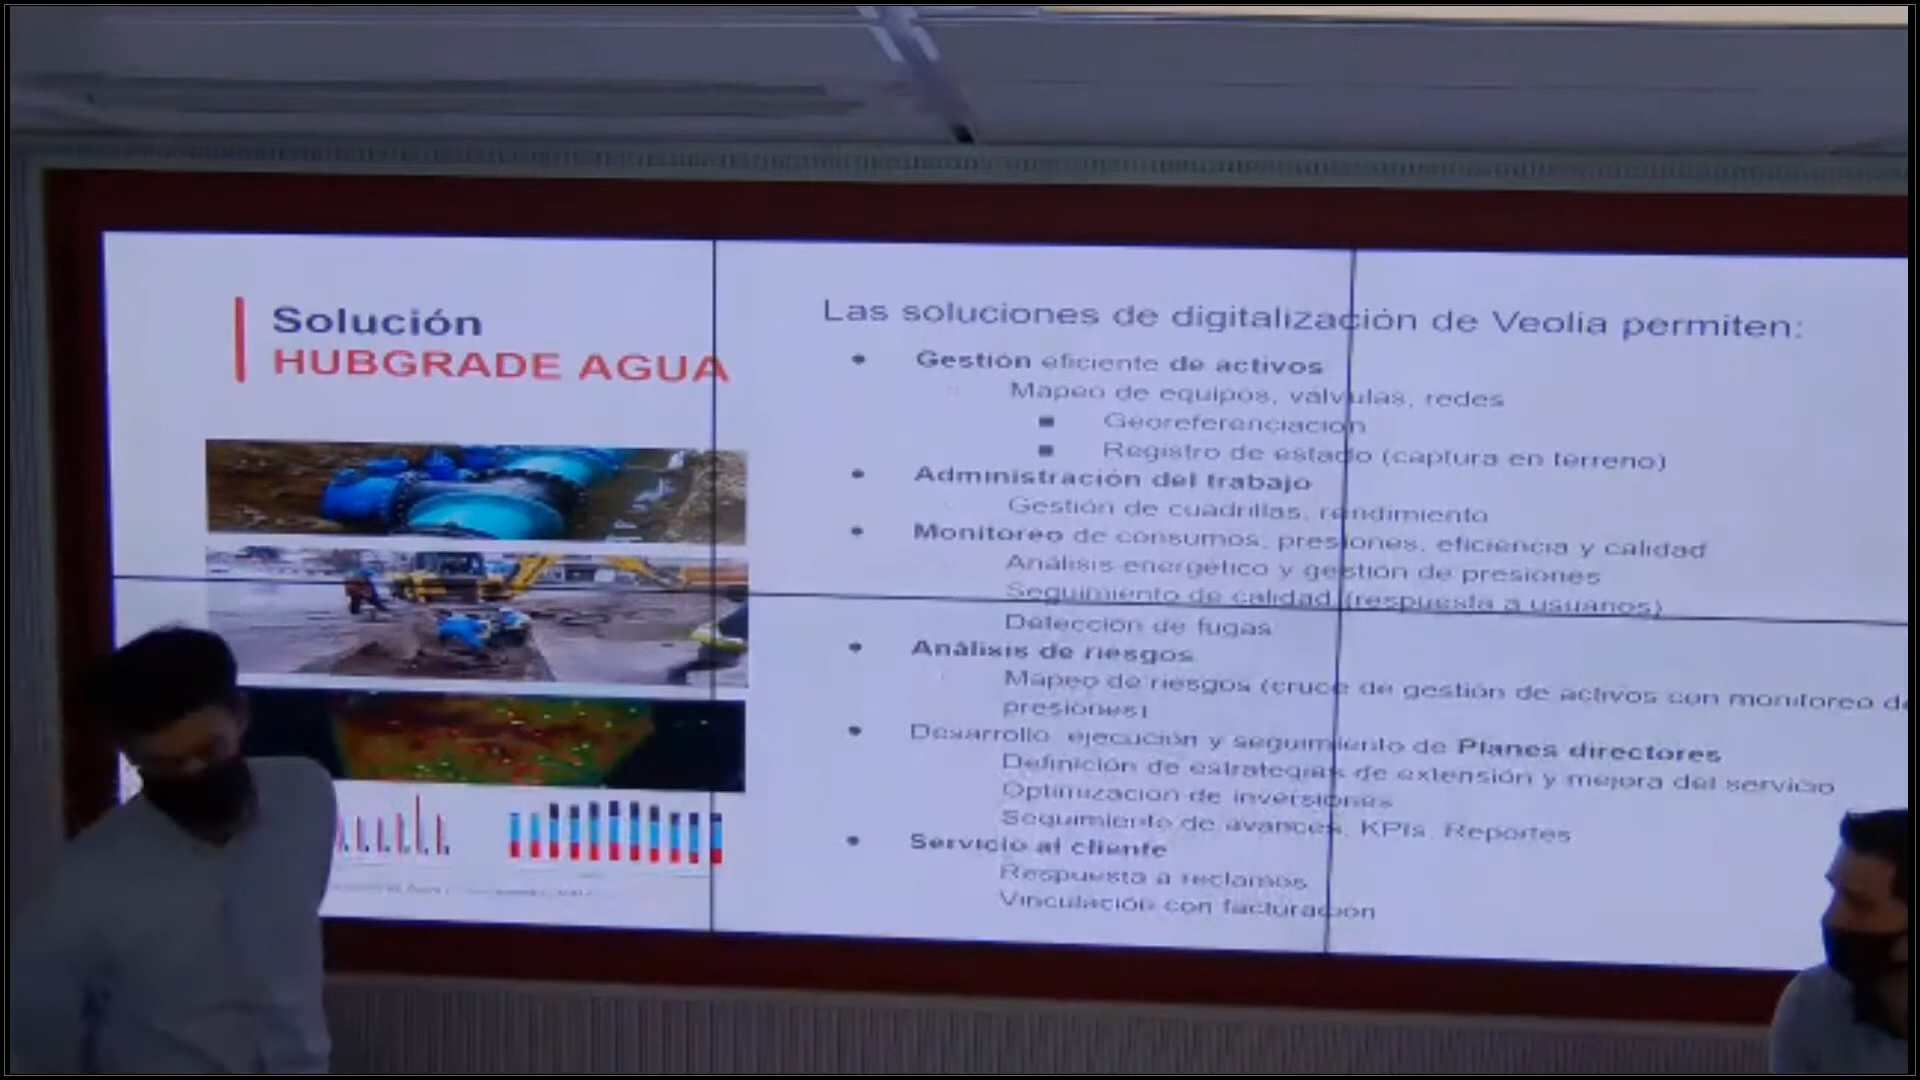 Solución
HUBGRADE AGUA
Las soluciones de digitalización de Veolia permiten:
Gestión eficiente de activos
Mapeo de equipos, válvulas, redes
Georeferenciación
Registro de estado (captura en terreno)
Administración del trabajo
Gestión de cuadrillas, rendimiento
Monitoreo de consumos, presiones, eficiencia y calidad
Análisis energético y gestión de presiones
Seguimiento de calidad (respuesta a usuarios)
Detección de fugas
Análisis de riesgos
Mapeo de riesgos (cruce de gestión de activos con monitoreo de
presiones)
Desarrollo, ejecución y seguimiento de Planes directores
Definición de estrategias de extensión y mejora del servicio
Optimización de inversiones
Seguimiento de avances, KPIs, Reportes
Servicio al cliente
Respuesta a reclamos
Vinculación con facturación